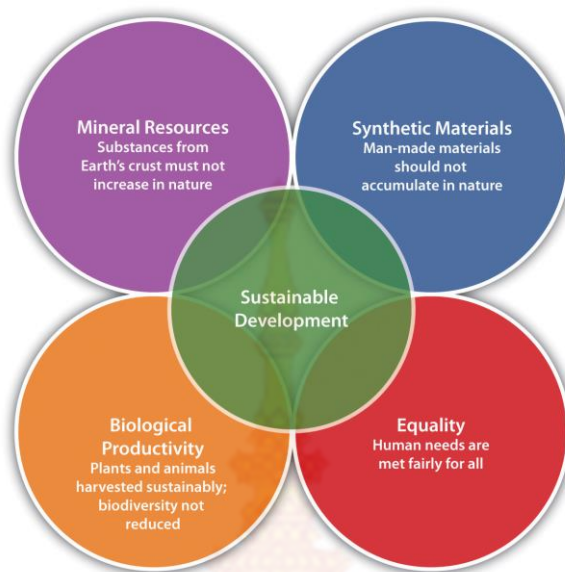 Mineral Resources
Substances from
Earth's crust must not
increase in nature
Synthetic Materials
Man-made materials
should not
accumulate in nature
Sustainable
Development
Biological
Productivity
Plants and animals
harvested sustainably;
biodiversity not
reduced
Equality
Human needs are
met fairly for all